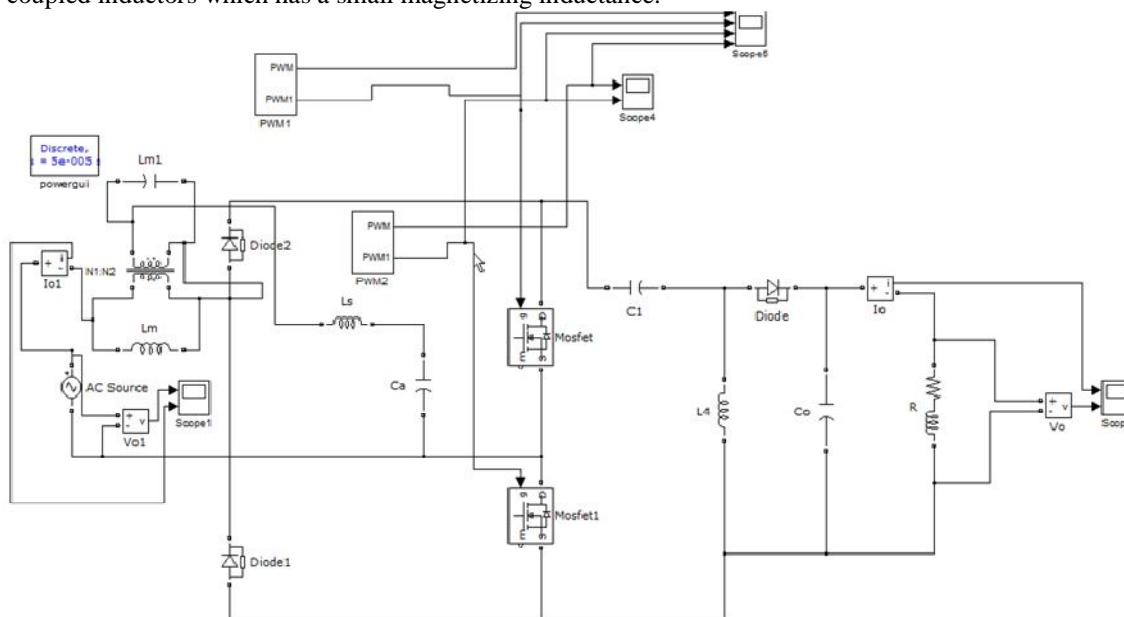 coupled inductors which has a small magnetizing inductance.
Scope5
PWM
PWM1
PWM1
Scope4
Discrete,
= 5e-005
powergui
Lm1
Diode2
PWM
PWM1
PWM2
Io1
IN1:N2
Ls
C1
Diode
Io
Mosfet
Lm
Ca
AC Source
Scope1
Vo1
L4
Co
R
Vo
Scop
Mosfet1
Diode1